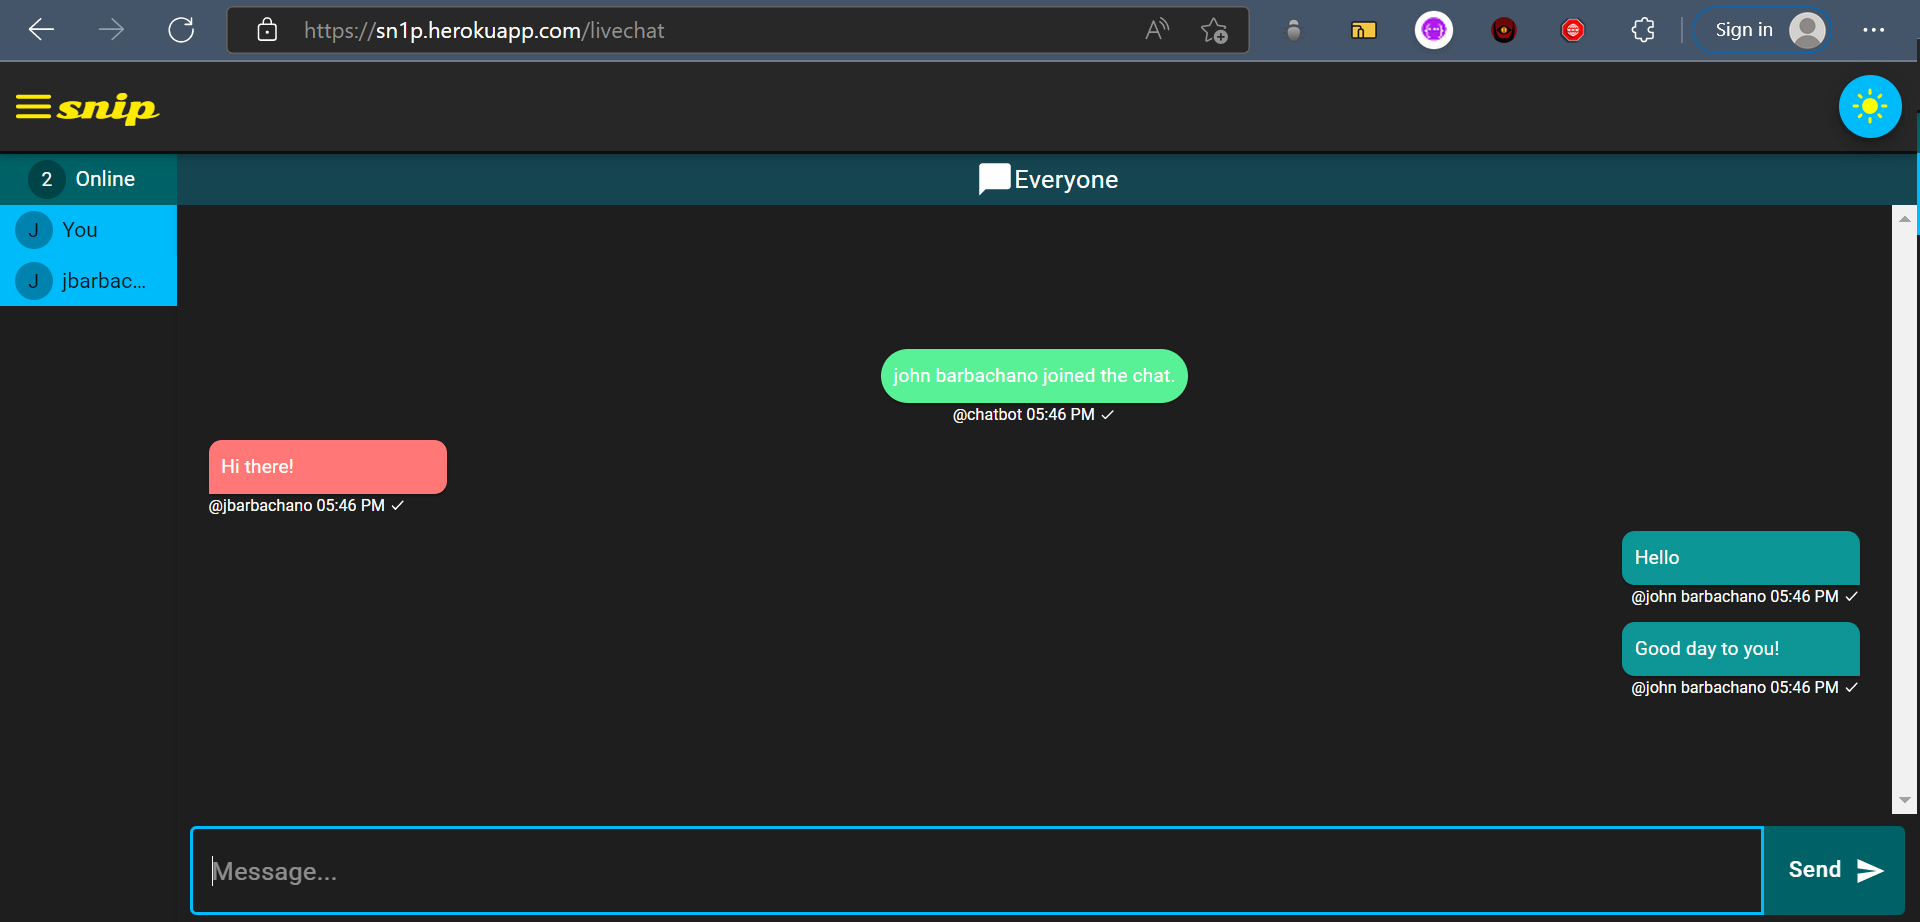 https://sn1p.herokuapp.com/livechat
Sign in
snip
2 Online
Everyone
J You
J jbarbac...
john barbachano joined the chat.
@chatbot 05:46 PM
Hi there!
@jbarbachano 05:46 PM
Hello
@john barbachano 05:46 PM
Good day to you!
@john barbachano 05:46 PM
Message...
Send